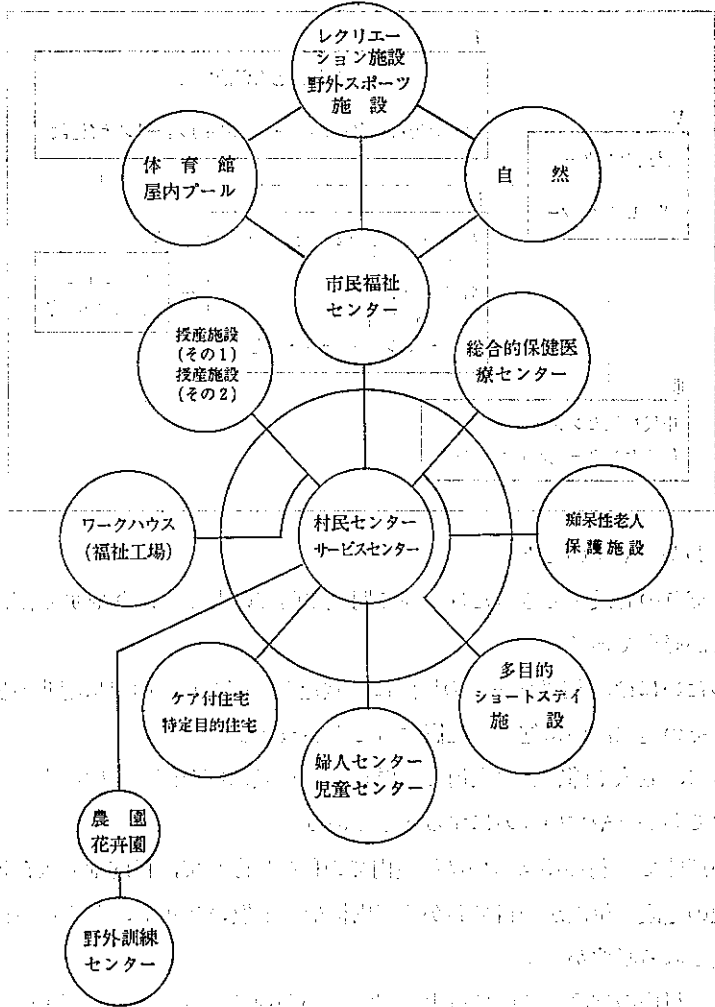 レクリエー
ション施設
野外スポーツ
施設
体育館
屋内プール
自然
市民福祉
センター
授産施設
(その1)
授産施設
(その2)
総合的保健医
療センター
ワークハウス
(福祉工場)
村民センター
サービスセンター
痴呆性老人
保護施設
ケア付住宅
特定目的住宅
多目的
ショートステイ
施設
婦人センター
児童センター
農園
花卉園
野外訓練
センター